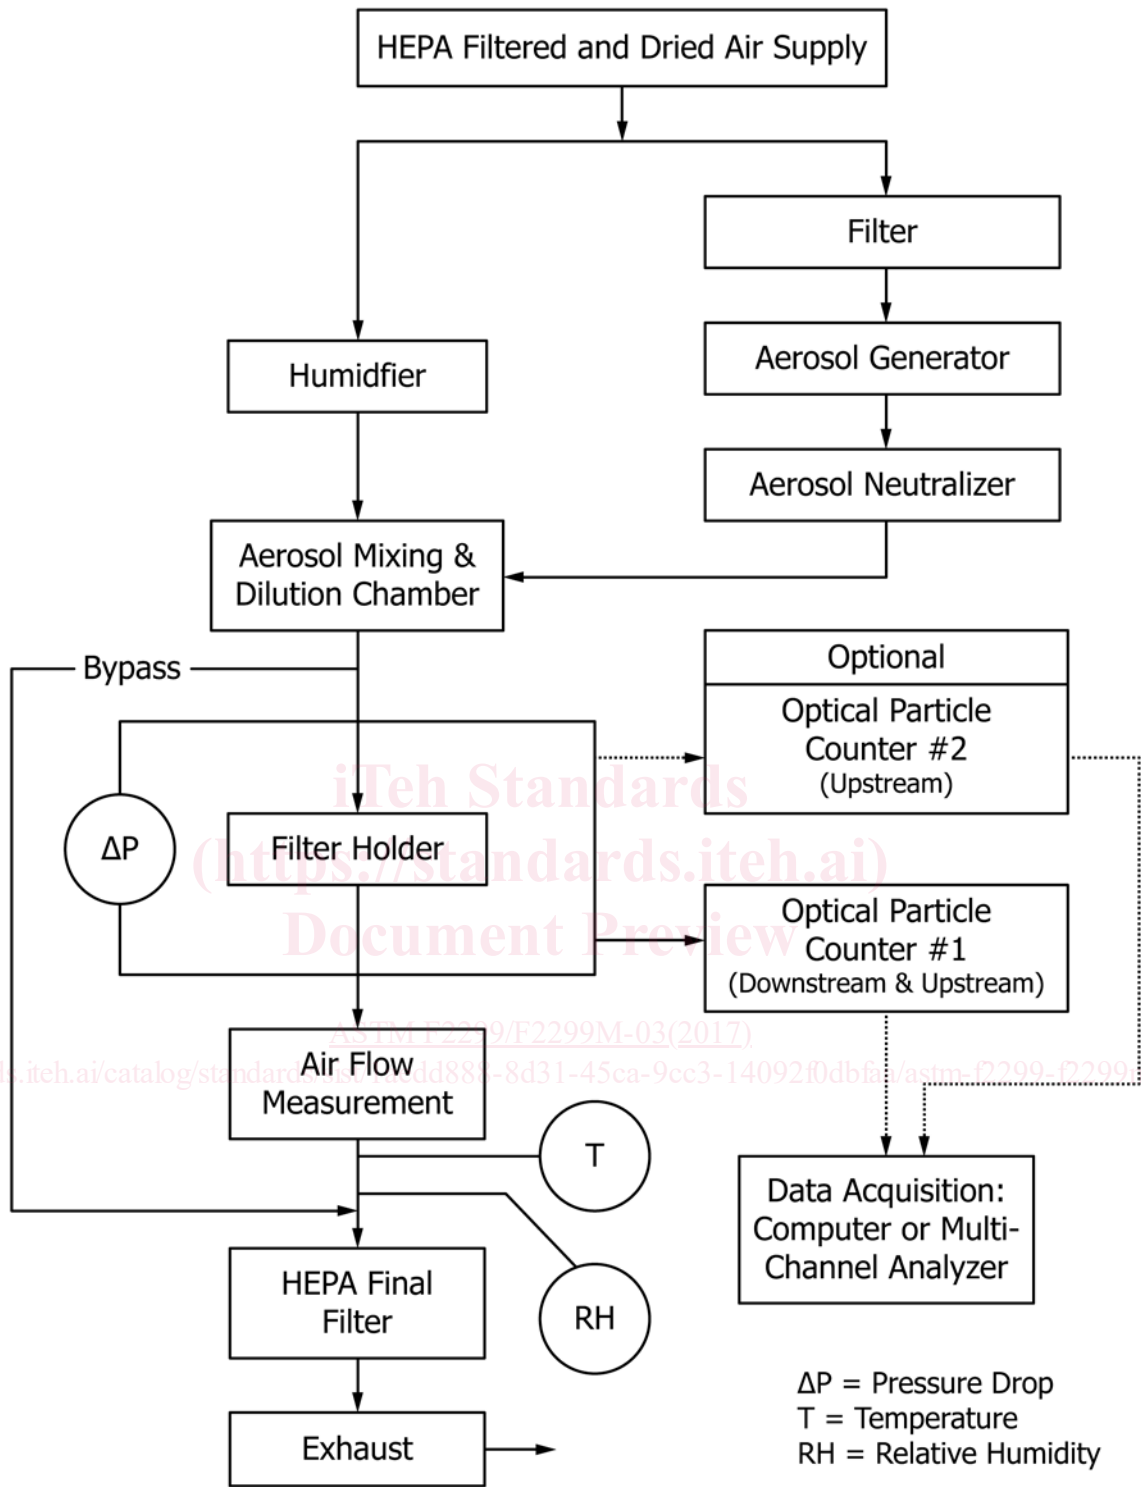 HEPA Filtered and Dried Air Supply
Filter
Aerosol Generator
Humidfier
Aerosol Neutralizer
Aerosol Mixing &
Dilution Chamber
Bypass
Optional
Optical Particle
Counter #2
(Upstream)
iTeh Standards
ΔP
Filter Holder
(https://standards.iteh.ai)
Optical Particle
Counter #1
(Downstream & Upstream)
Document Preview
ASTM F2299/F2299M-03(2017)
Air Flow
Measurement
T
Data Acquisition:
Computer or Multi-
Channel Analyzer
HEPA Final
Filter
RH
Exhaust
ΔP = Pressure Drop
T = Temperature
RH = Relative Humidity